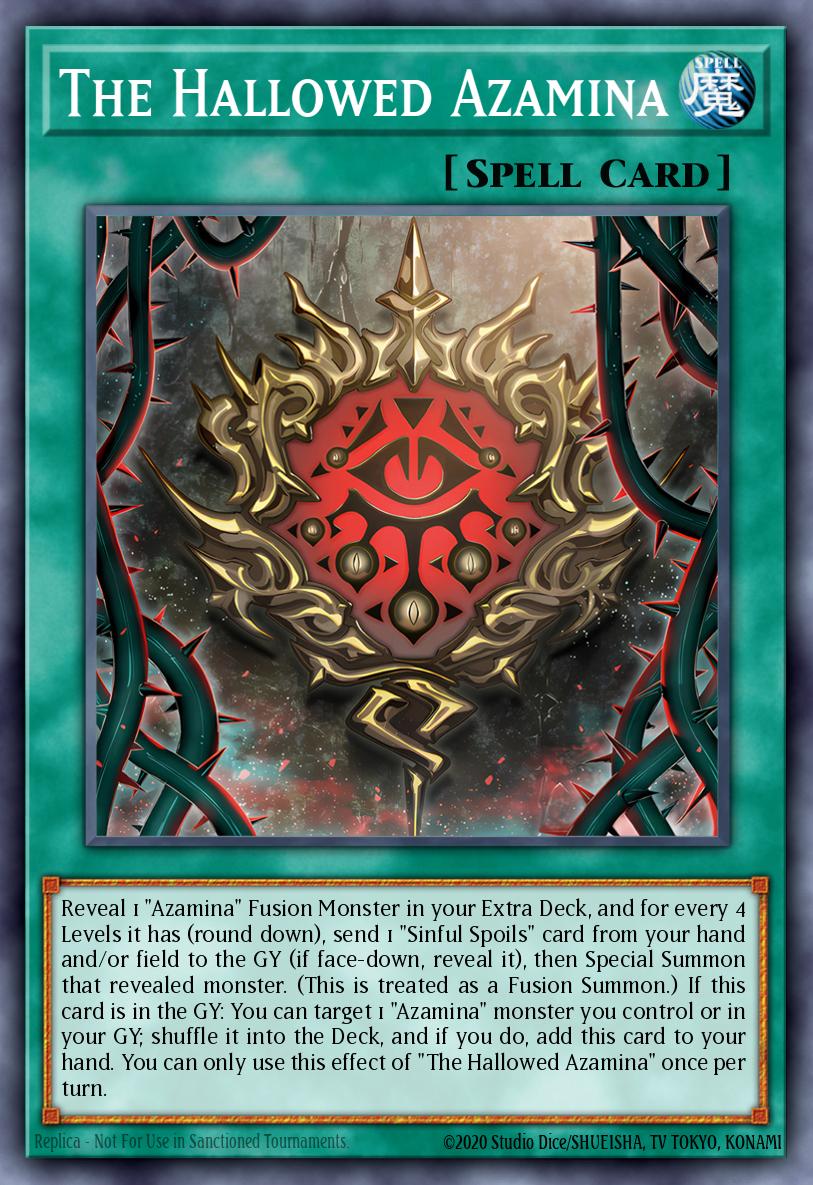 The Hallowed Azamina
SPELL
魔
[ Spell Card ]
Reveal 1 "Azamina" Fusion Monster in your Extra Deck, and for every 4
Levels it has (round down), send 1 "Sinful Spoils" card from your hand
and/or field to the GY (if face-down, reveal it), then Special Summon
that revealed monster. (This is treated as a Fusion Summon.) If this
card is in the GY: You can target 1 "Azamina" monster you control or in
your GY; shuffle it into the Deck, and if you do, add this card to your
hand. You can only use this effect of "The Hallowed Azamina" once per
turn.
Replica - Not For Use in Sanctioned Tournaments.
©2020 Studio Dice/SHUEISHA, TV TOKYO, KONAMI